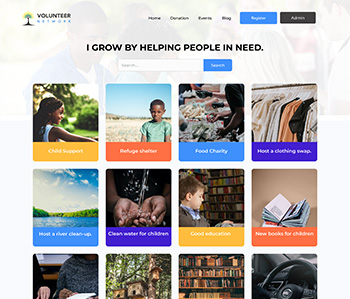 VOLUNTEER
NETWORK
Home Donation Events Blog Register Admin
I GROW BY HELPING PEOPLE IN NEED.
Search... Search
Child Support Refuge shelter Food Charity Host a clothing swap.
Host a river clean-up. Clean water for children Good education New books for children